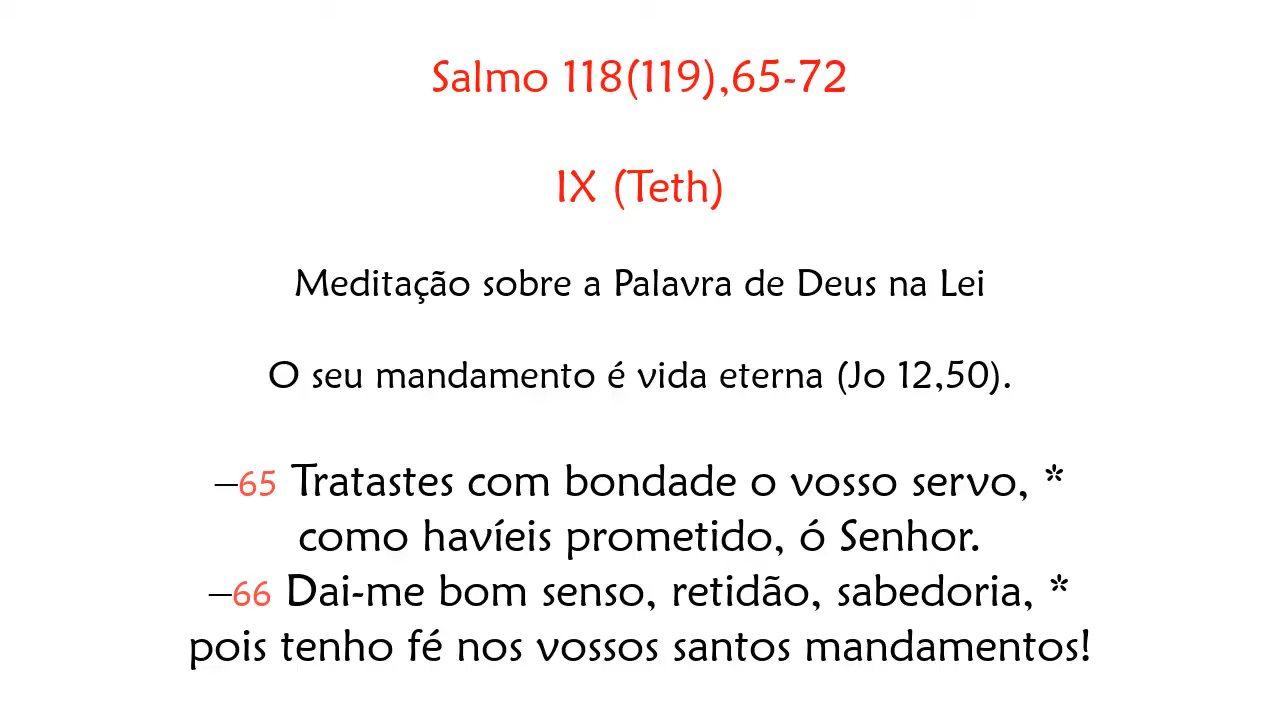 Salmo 118(119),65-72
IX (Teth)
Meditação sobre a Palavra de Deus na Lei
O seu mandamento é vida eterna (Jo 12,50).
–65 Tratastes com bondade o vosso servo, *
como havíeis prometido, ó Senhor.
–66 Dai-me bom senso, retidão, sabedoria, *
pois tenho fé nos vossos santos mandamentos!